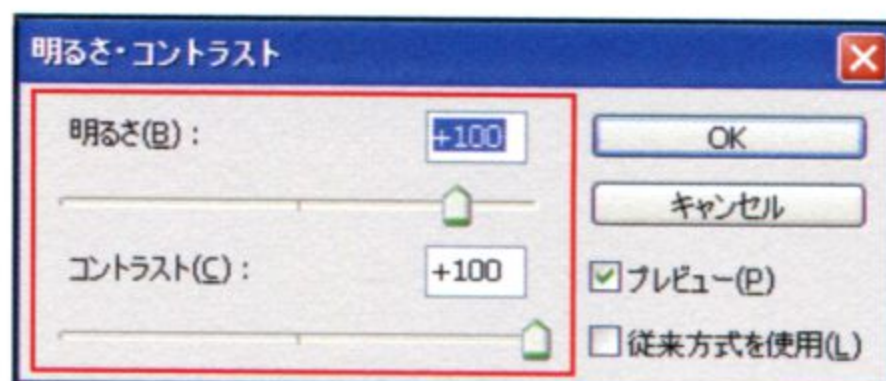 明るさ・コントラスト
明るさ(B):
+100
OK
キャンセル
コントラスト(C):
+100
プレビュー(P)
従来方式を使用(L)